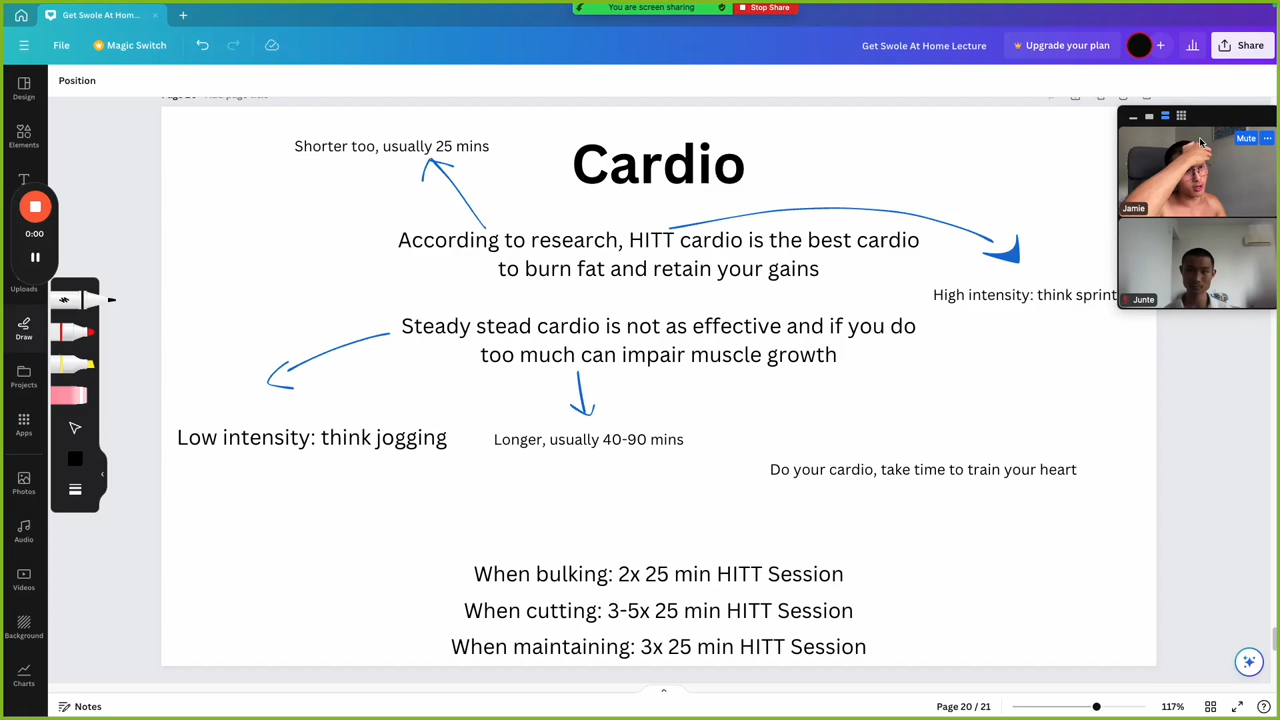 You are screen sharing
Stop Share
Get Swole At Home...
File
Magic Switch
Get Swole At Home Lecture
Upgrade your plan
Share
Position
Design
Elements
Uploads
Draw
Projects
Apps
Photos
Audio
Videos
Background
Charts
0:00
Mute
Jamie
Junte
Shorter too, usually 25 mins
Cardio
According to research, HITT cardio is the best cardio
to burn fat and retain your gains
High intensity: think sprint
Steady stead cardio is not as effective and if you do
too much can impair muscle growth
Low intensity: think jogging
Longer, usually 40-90 mins
Do your cardio, take time to train your heart
When bulking: 2x 25 min HITT Session
When cutting: 3-5x 25 min HITT Session
When maintaining: 3x 25 min HITT Session
Notes
Page 20 / 21
117%